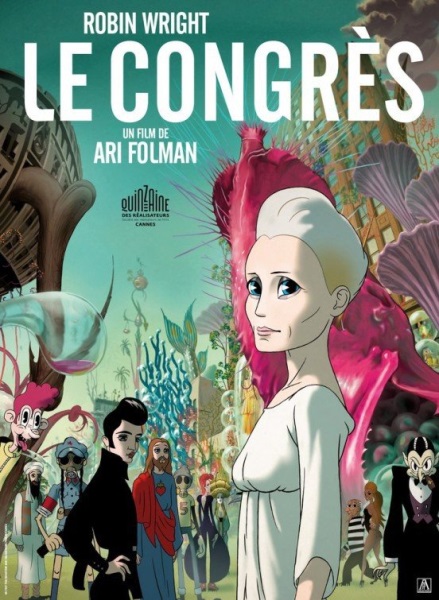 ROBIN WRIGHT
LE CONGRÈS
UN FILM DE
ARI FOLMAN
QUINZAINE
DES RÉALISATEURS
CANNES